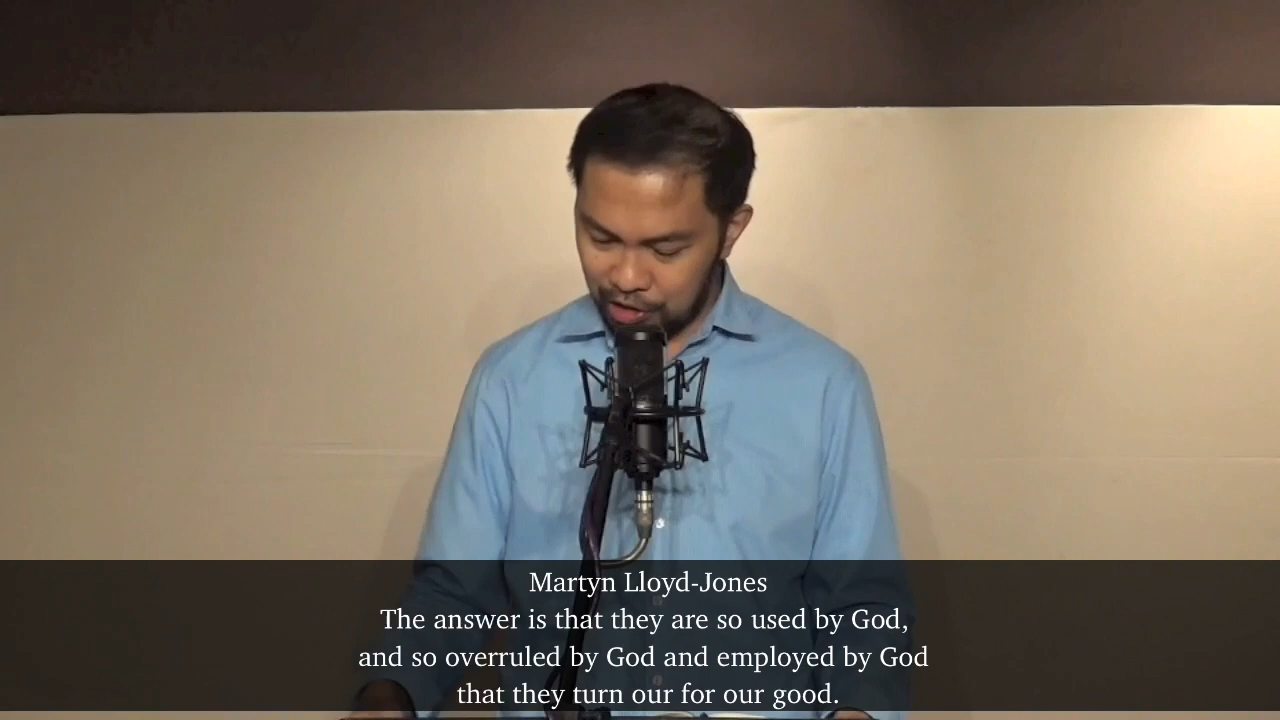 Martyn Lloyd-Jones
The answer is that they are so used by God,
and so overruled by God and employed by God
that they turn our for our good.